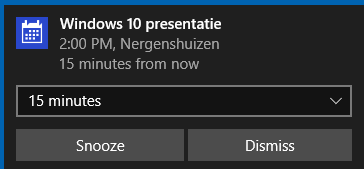 Windows 10 presentatie
2:00 PM, Nergenshuizen
15 minutes from now
15 minutes
Snooze
Dismiss